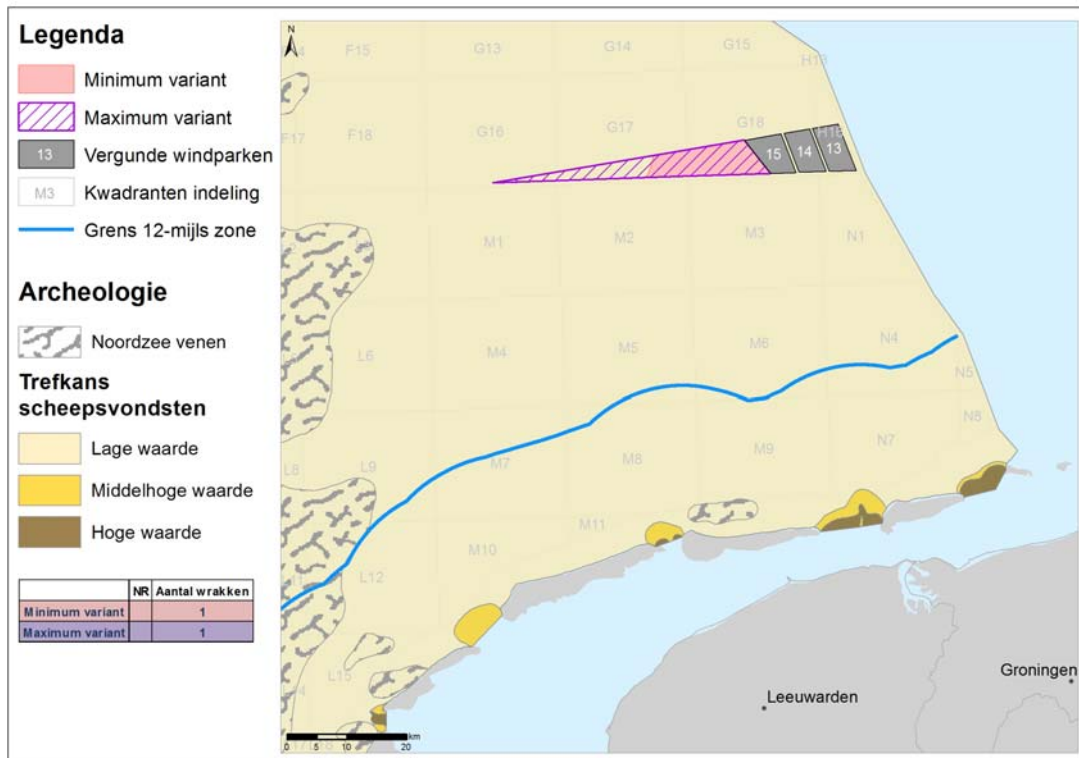 Legenda
Minimum variant
Maximum variant
13 Vergunde windparken
M3 Kwadranten indeling
Grens 12-mijls zone
Archeologie
Noordzee venen
Trefkans
scheepsvondsten
Lage waarde
Middelhoge waarde
Hoge waarde
NR Aantal wrakken
Minimum variant 1
Maximum variant 1
N
F15 G13 G14 G15
F17 F18 G16 G17 G18
15 14 13
M1 M2 M3 N1
L6 M4 M5 M6 N4
N5
L8 L9 M7 M8 M9 N7 N8
M10 M11
L12
L15
Leeuwarden
Groningen
0 5 10 20 km